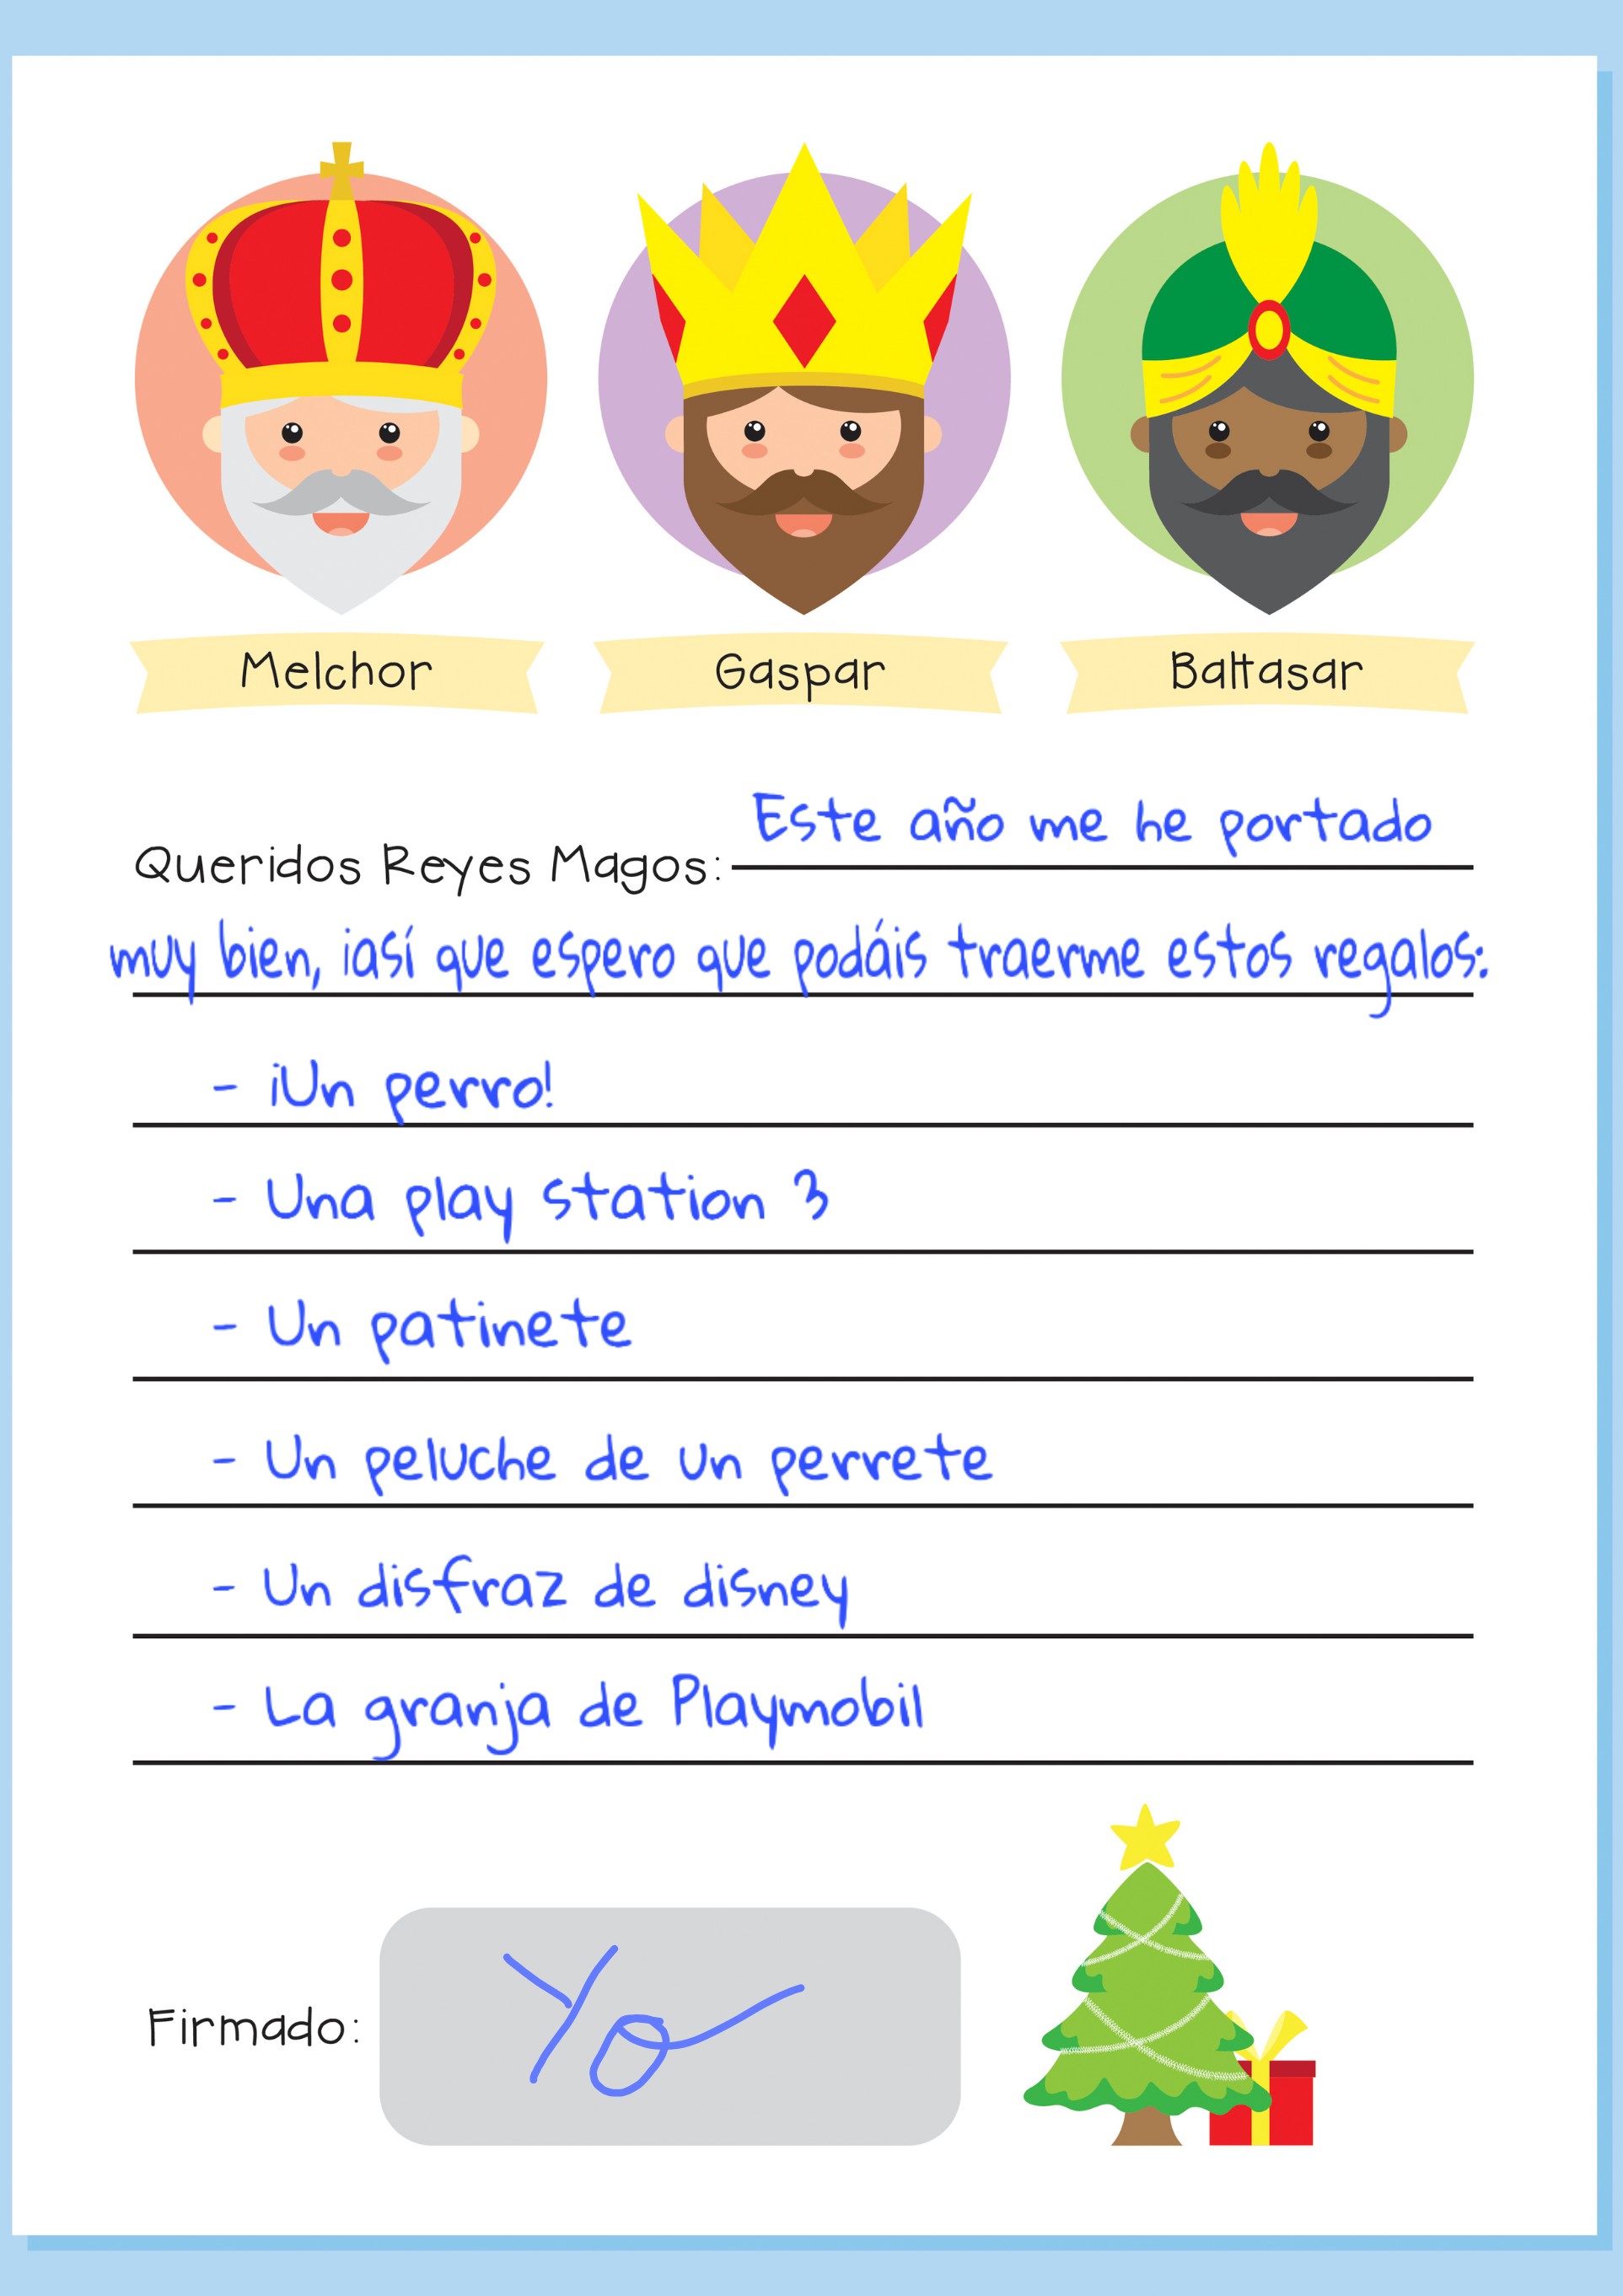 Melchor Gaspar Baltasar
Queridos Reyes Magos: Este año me he portado
muy bien, ¡así que espero que podáis traerme estos regalos:
- ¡Un perro!
- Una play station 3
- Un patinete
- Un peluche de un perrete
- Un disfraz de disney
- La granja de Playmobil
Firmado: Yo